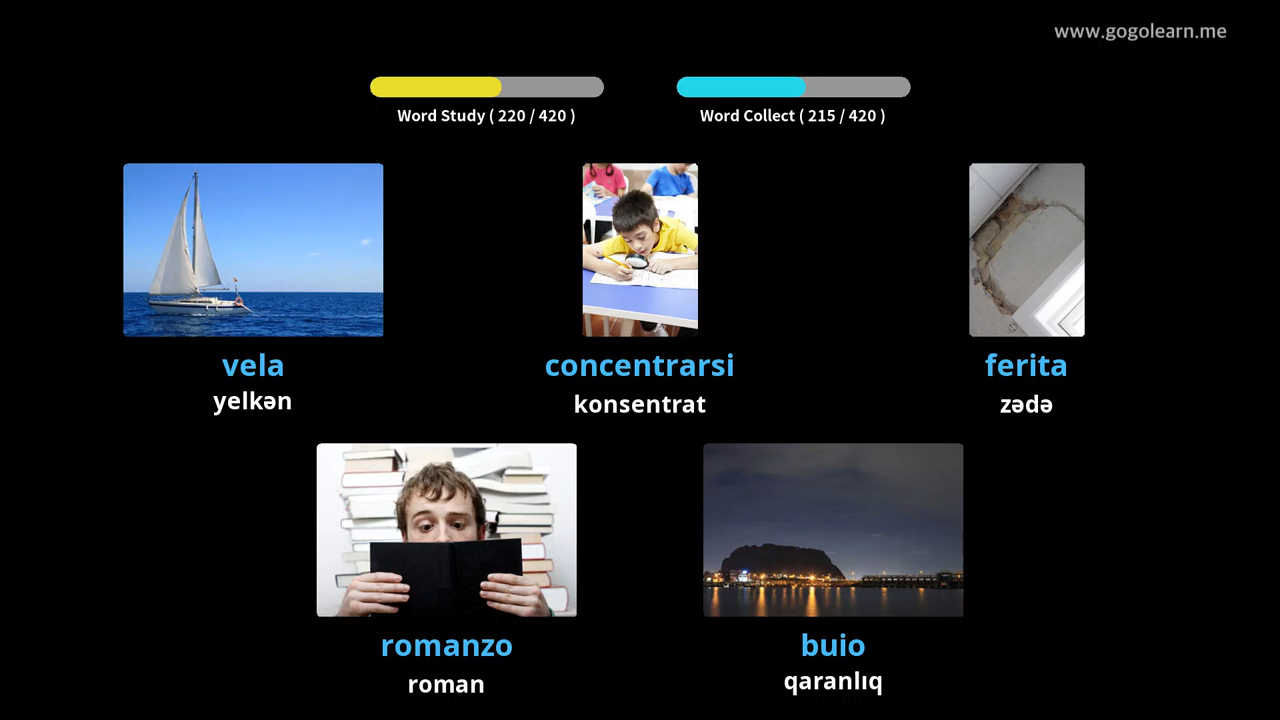 www.gogolearn.me
Word Study ( 220 / 420 )
Word Collect ( 215 / 420 )
vela
yelkən
concentrarsi
konsentrat
ferita
zədə
romanzo
roman
buio
qaranlıq